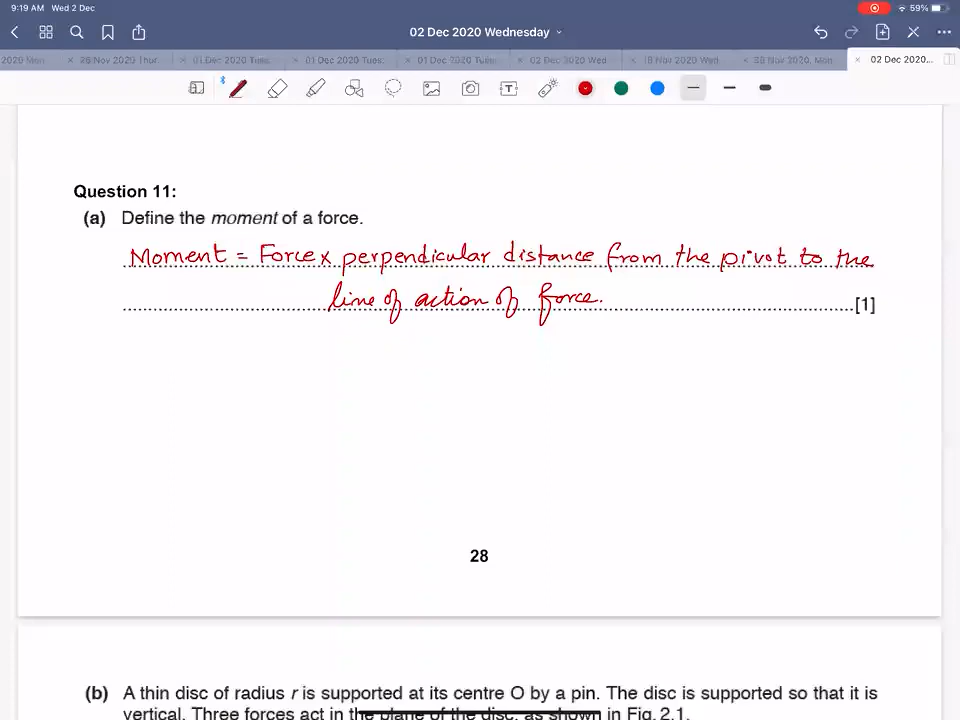 9:19 AM Wed 2 Dec
59%
02 Dec 2020 Wednesday
2020 Mon
26 Nov 2020 Thur
01 Dec 2020 Tues
01 Dec 2020 Tues
01 Dec 2020 Tues
02 Dec 2020 Wed
18 Nov 2020 Wed
2020, Mon
02 Dec 2020...
Question 11:
(a) Define the moment of a force.
Moment = Force x perpendicular distance from the pivot to the
line of action of force.
[1]
28
(b) A thin disc of radius r is supported at its centre O by a pin. The disc is supported so that it is
vertical. Three forces act in the plane of the disc, as shown in Fig. 2.1.